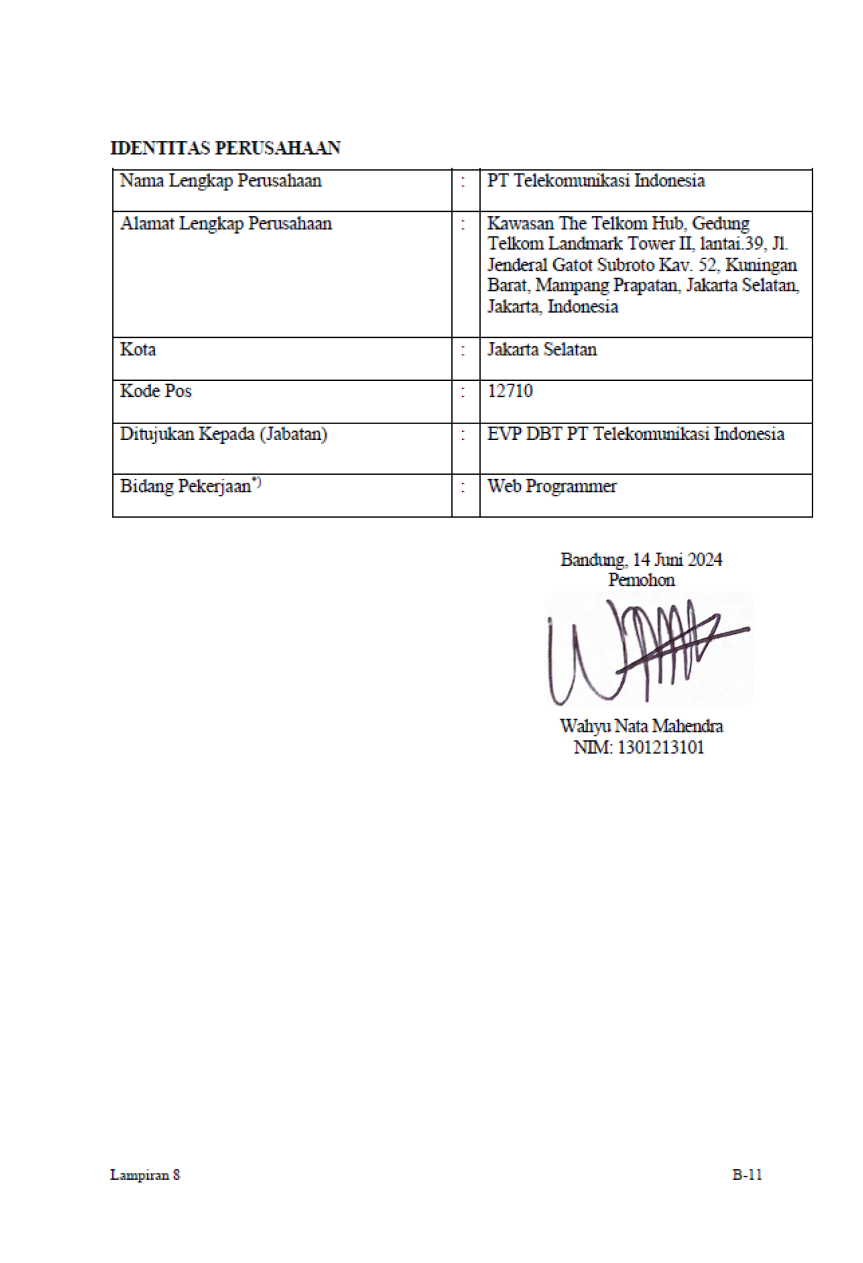 IDENTITAS PERUSAHAAN
Nama Lengkap Perusahaan : PT Telekomunikasi Indonesia
Alamat Lengkap Perusahaan : Kawasan The Telkom Hub, Gedung
Telkom Landmark Tower II, lantai.39, Jl.
Jenderal Gatot Subroto Kav. 52, Kuningan
Barat, Mampang Prapatan, Jakarta Selatan,
Jakarta, Indonesia
Kota : Jakarta Selatan
Kode Pos : 12710
Ditujukan Kepada (Jabatan) : EVP DBT PT Telekomunikasi Indonesia
Bidang Pekerjaan*) : Web Programmer
Bandung, 14 Juni 2024
Pemohon
Wahyu Nata Mahendra
NIM: 1301213101
Lampiran 8 B-11